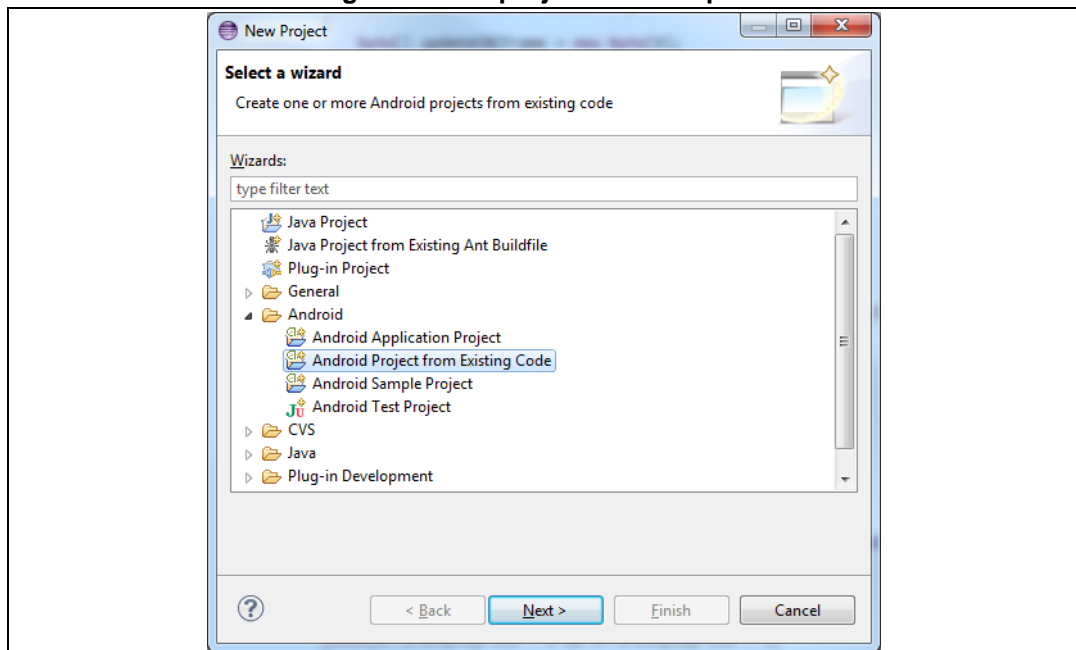 New Project
Select a wizard
Create one or more Android projects from existing code
Wizards:
type filter text
Java Project
Java Project from Existing Ant Buildfile
Plug-in Project
General
Android
Android Application Project
Android Project from Existing Code
Android Sample Project
Android Test Project
CVS
Java
Plug-in Development
< Back Next > Finish Cancel